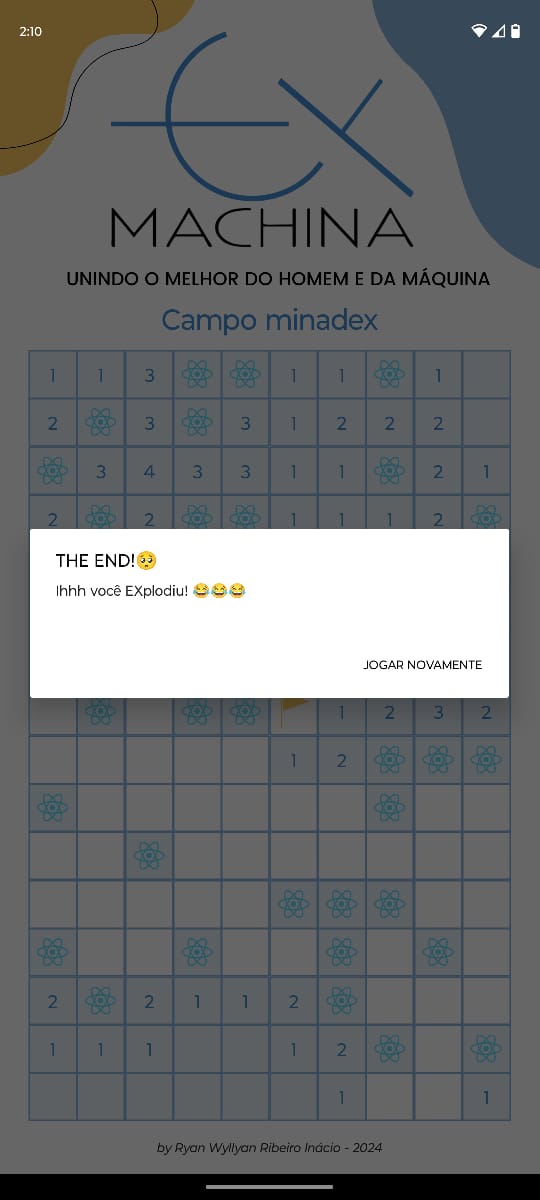 2:10
EX
MACHINA
UNINDO O MELHOR DO HOMEM E DA MÁQUINA
Campo minadex
1 1 3 1 1 1
2 3 3 1 2 2 2
3 4 3 3 1 1 2 1
2 2 1 1 1 2
THE END!🥺
Ihhh você EXplodiu! 😂😂😂
JOGAR NOVAMENTE
1 2 3 2
1 2
2 2 1 1 2
1 1 1 1 2
1 1
by Ryan Wyllyan Ribeiro Inácio - 2024